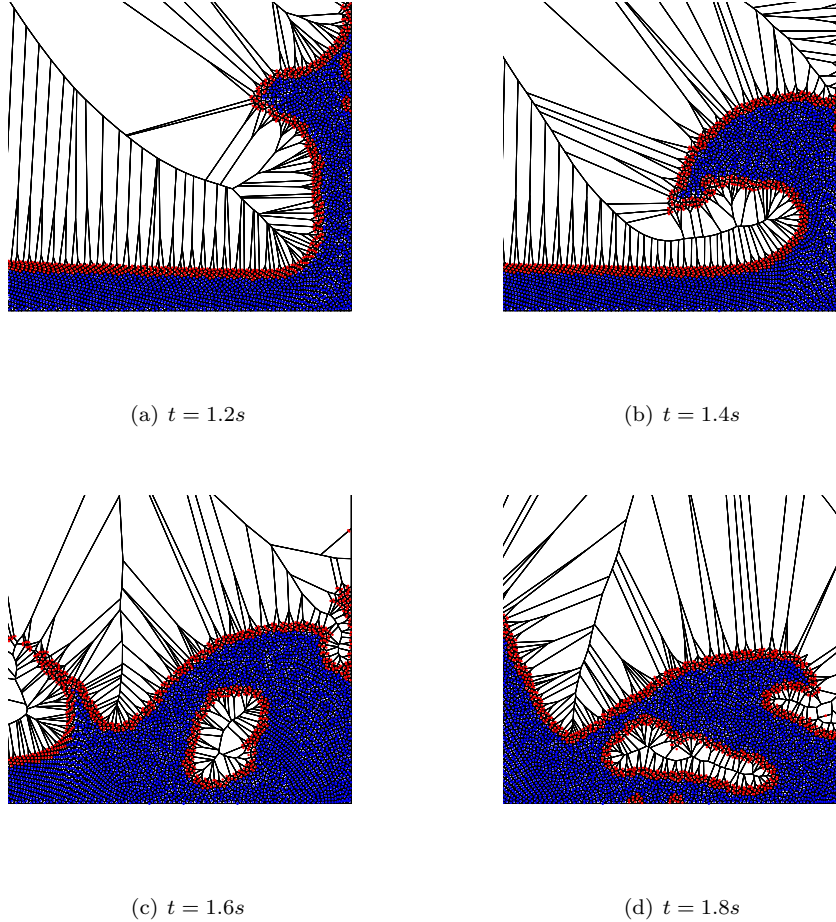 (a) t = 1.2s
(b) t = 1.4s
(c) t = 1.6s
(d) t = 1.8s